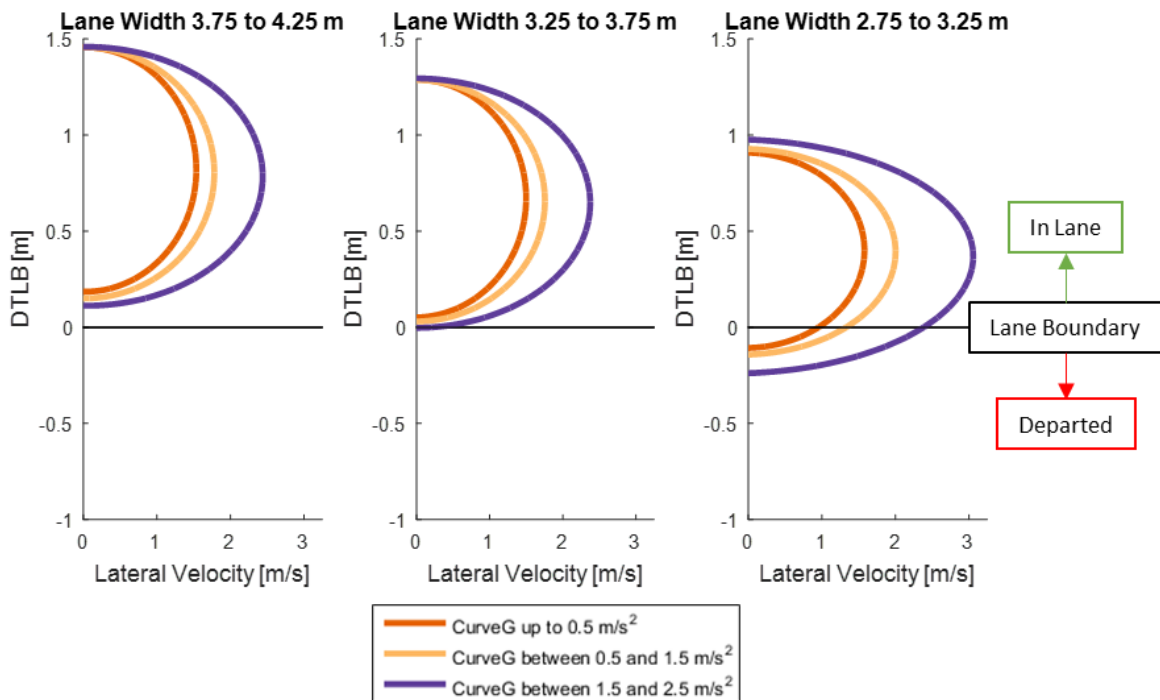 Lane Width 3.75 to 4.25 m
1.5
1
0.5
0
-0.5
-1
DTLB [m]
0 1 2 3
Lateral Velocity [m/s]
Lane Width 3.25 to 3.75 m
1.5
1
0.5
0
-0.5
-1
DTLB [m]
0 1 2 3
Lateral Velocity [m/s]
Lane Width 2.75 to 3.25 m
1.5
1
0.5
0
-0.5
-1
DTLB [m]
0 1 2 3
Lateral Velocity [m/s]
In Lane
Lane Boundary
Departed
CurveG up to 0.5 m/s²
CurveG between 0.5 and 1.5 m/s²
CurveG between 1.5 and 2.5 m/s²